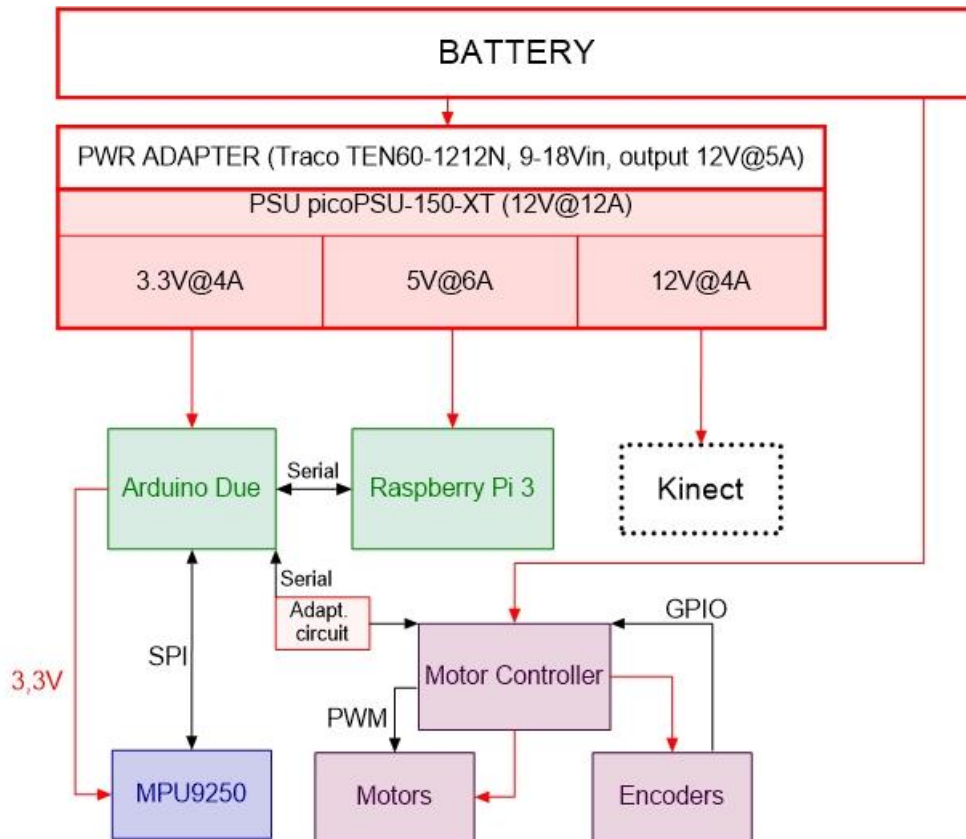 BATTERY
PWR ADAPTER (Traco TEN60-1212N, 9-18Vin, output 12V@5A)
PSU picoPSU-150-XT (12V@12A)
3.3V@4A
5V@6A
12V@4A
Arduino Due
Serial
Raspberry Pi 3
Kinect
Serial
Adapt.
circuit
GPIO
SPI
3,3V
Motor Controller
PWM
MPU9250
Motors
Encoders